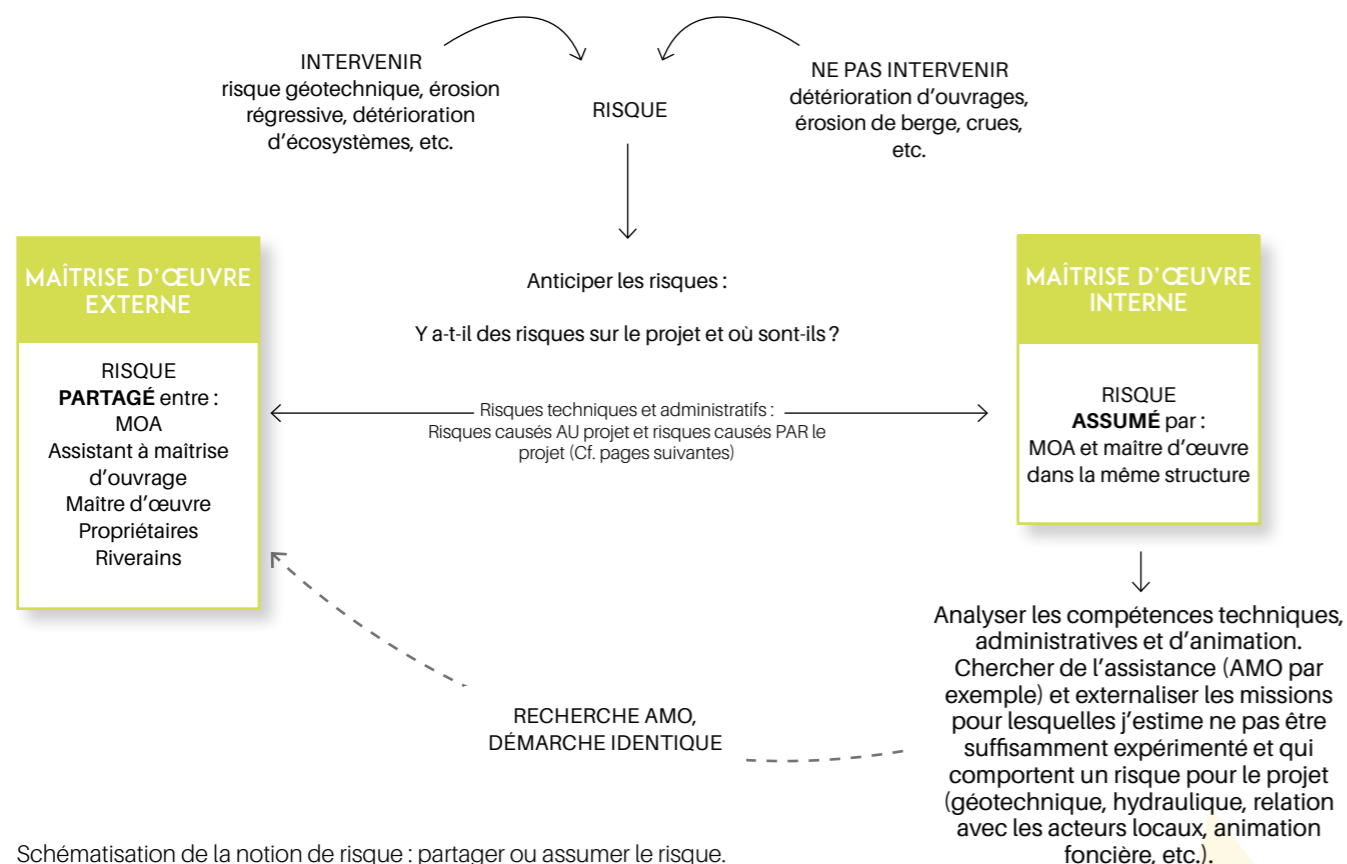 INTERVENIR
risque géotechnique, érosion
régressive, détérioration
d'écosystèmes, etc.
RISQUE
NE PAS INTERVENIR
détérioration d'ouvrages,
érosion de berge, crues,
etc.
MAÎTRISE D'ŒUVRE
EXTERNE
RISQUE
PARTAGÉ entre :
MOA
Assistant à maîtrise
d'ouvrage
Maître d'œuvre
Propriétaires
Riverains
Anticiper les risques :
Y a-t-il des risques sur le projet et où sont-ils ?
Risques techniques et administratifs :
Risques causés AU projet et risques causés PAR le
projet (Cf. pages suivantes)
MAÎTRISE D'ŒUVRE
INTERNE
RISQUE
ASSUMÉ par :
MOA et maître d'œuvre
dans la même structure
Analyser les compétences techniques,
administratives et d'animation.
Chercher de l'assistance (AMO par
exemple) et externaliser les missions
pour lesquelles j'estime ne pas être
suffisamment expérimenté et qui
comportent un risque pour le projet
(géotechnique, hydraulique, relation
avec les acteurs locaux, animation
foncière, etc.).
RECHERCHE AMO,
DÉMARCHE IDENTIQUE
Schématisation de la notion de risque : partager ou assumer le risque.